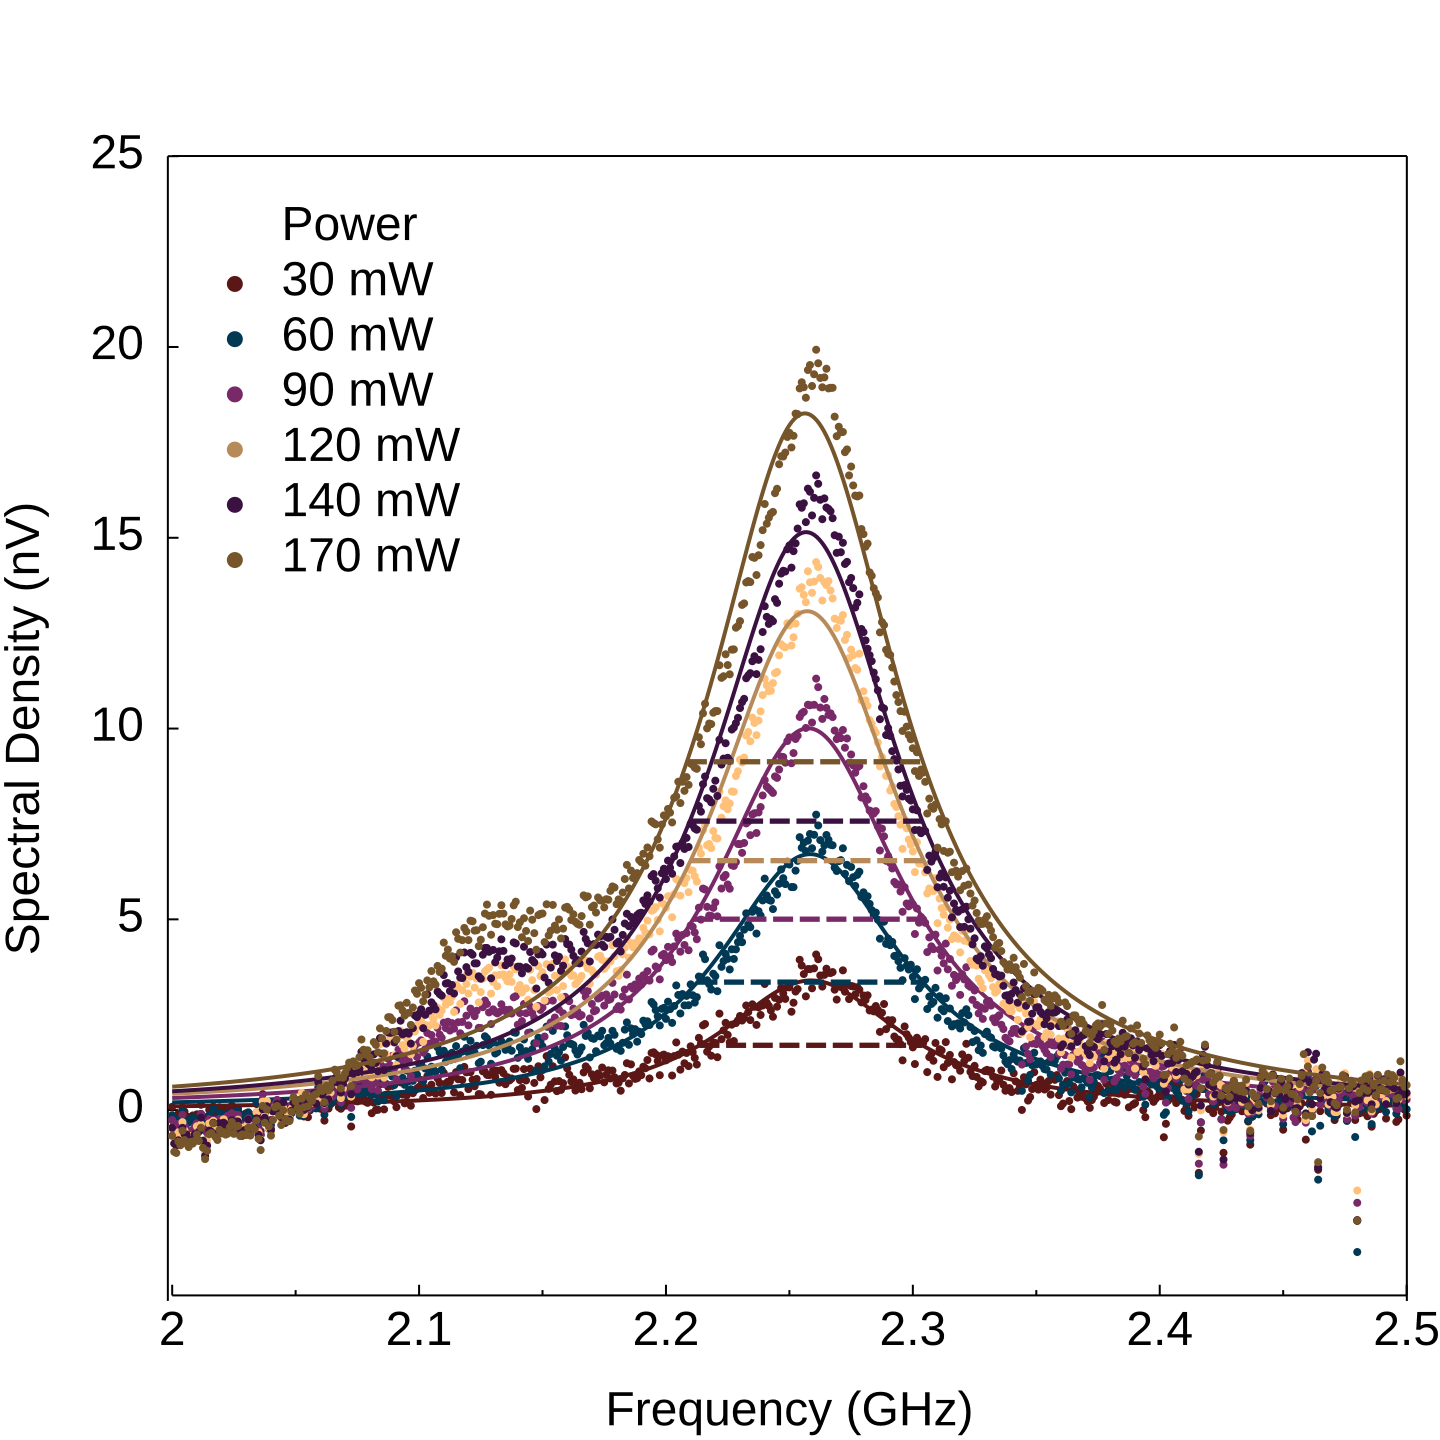 25
20
15
10
5
0
Spectral Density (nV)
Power
30 mW
60 mW
90 mW
120 mW
140 mW
170 mW
2 2.1 2.2 2.3 2.4 2.5
Frequency (GHz)